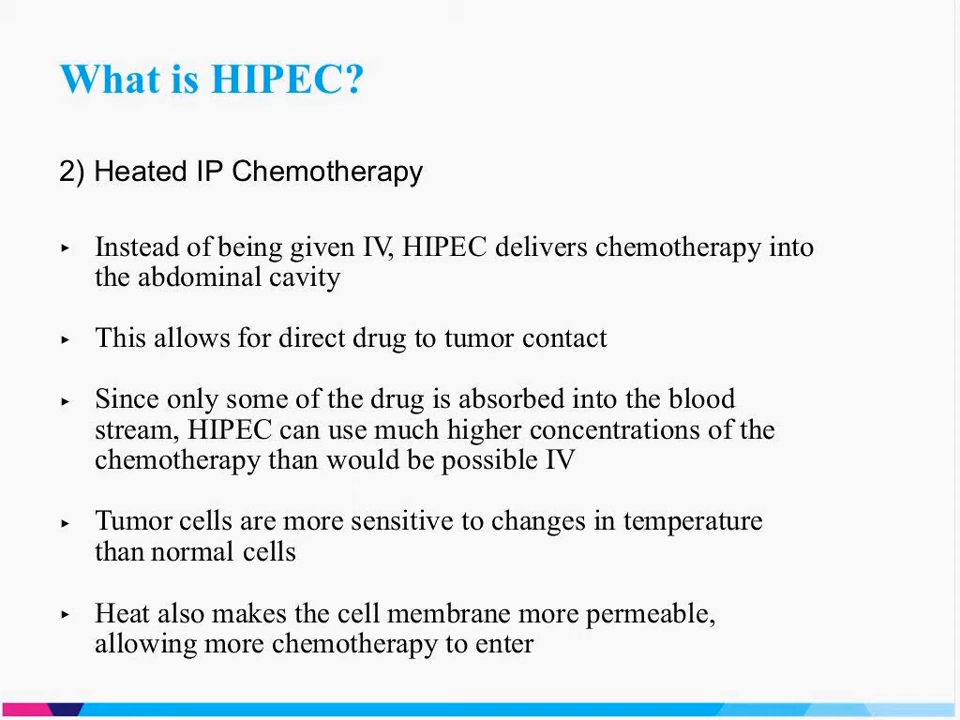 What is HIPEC?
2) Heated IP Chemotherapy
▸ Instead of being given IV, HIPEC delivers chemotherapy into
the abdominal cavity
▸ This allows for direct drug to tumor contact
▸ Since only some of the drug is absorbed into the blood
stream, HIPEC can use much higher concentrations of the
chemotherapy than would be possible IV
▸ Tumor cells are more sensitive to changes in temperature
than normal cells
▸ Heat also makes the cell membrane more permeable,
allowing more chemotherapy to enter